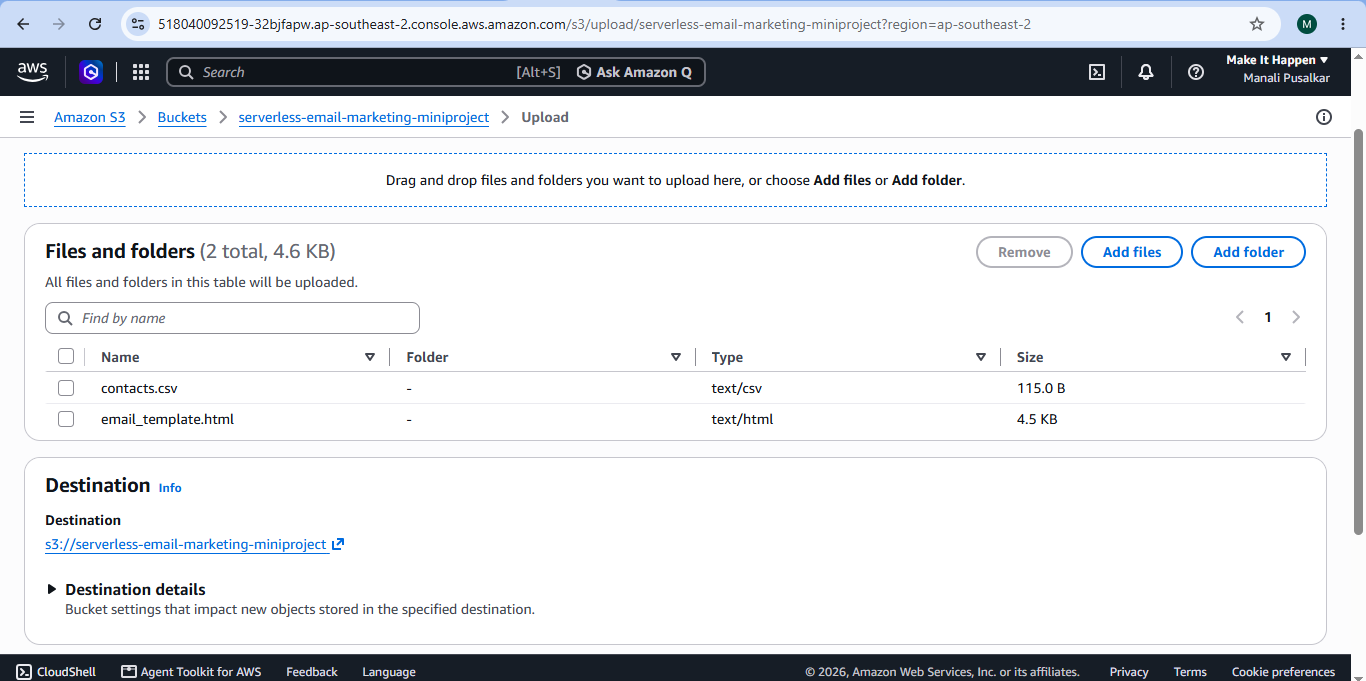 518040092519-32bjfapw.ap-southeast-2.console.aws.amazon.com/s3/upload/serverless-email-marketing-miniproject?region=ap-southeast-2
M
aws
Search [Alt+S] Ask Amazon Q
Make It Happen ▼
Manali Pusalkar
Amazon S3 > Buckets > serverless-email-marketing-miniproject > Upload
Drag and drop files and folders you want to upload here, or choose Add files or Add folder.
Files and folders (2 total, 4.6 KB)
Remove Add files Add folder
All files and folders in this table will be uploaded.
Find by name
1
Name Folder Type Size
contacts.csv - text/csv 115.0 B
email_template.html - text/html 4.5 KB
Destination Info
Destination
s3://serverless-email-marketing-miniproject
Destination details
Bucket settings that impact new objects stored in the specified destination.
CloudShell Agent Toolkit for AWS Feedback Language © 2026, Amazon Web Services, Inc. or its affiliates. Privacy Terms Cookie preferences